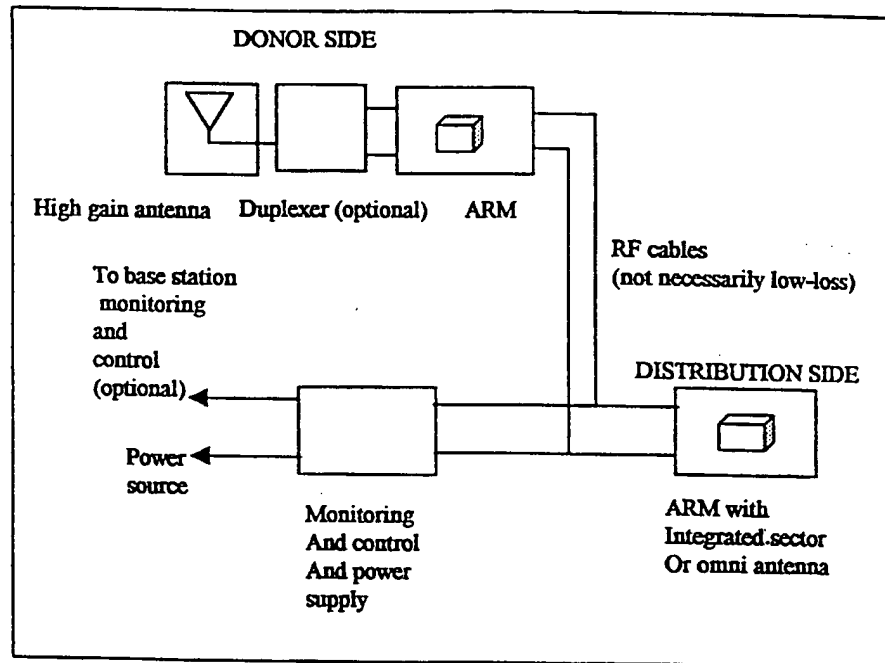 DONOR SIDE
High gain antenna
Duplexer (optional)
ARM
RF cables
(not necessarily low-loss)
To base station
monitoring
and
control
(optional)
DISTRIBUTION SIDE
Power
source
Monitoring
And control
And power
supply
ARM with
Integrated.sector
Or omni antenna